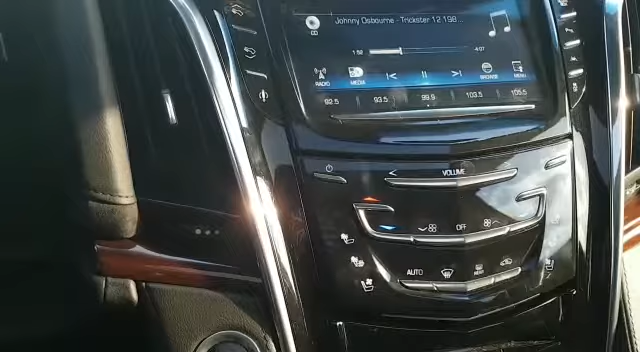 Johnny Osbourne - Trickster 12 198...
CD
1:52 4:07
RADIO MEDIA BROWSE MENU
92.5 93.5 99.9 103.5 105.5
VOLUME
OFF
AUTO